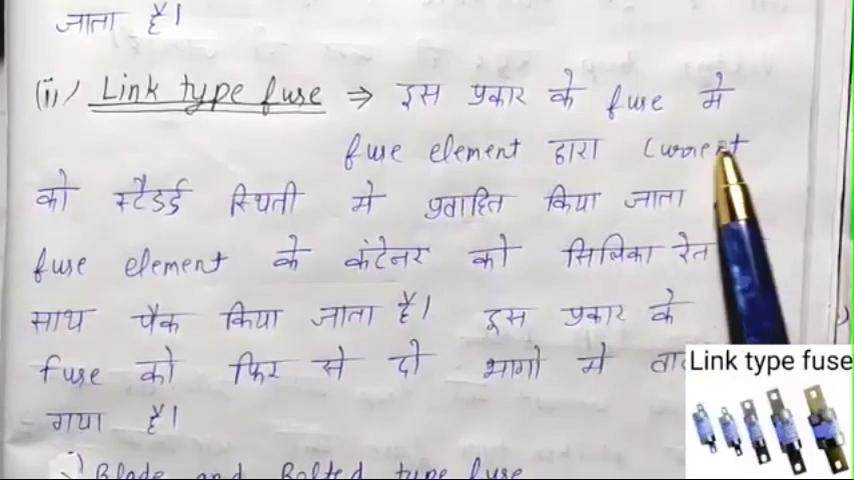 जाता है।
(ii) Link type fuse ⇒ इस प्रकार के fuse मे
fuse element द्वारा Current
को स्टैडर्ड स्थिती मे प्रवाहित किया जाता
fuse element के कंटेनर को सिलिका रेत
साथ पैक किया जाता है। इस प्रकार के
fuse को फिर से दो भागो मे
गया है।
Link type fuse
i) Blade and Bolted type fuse